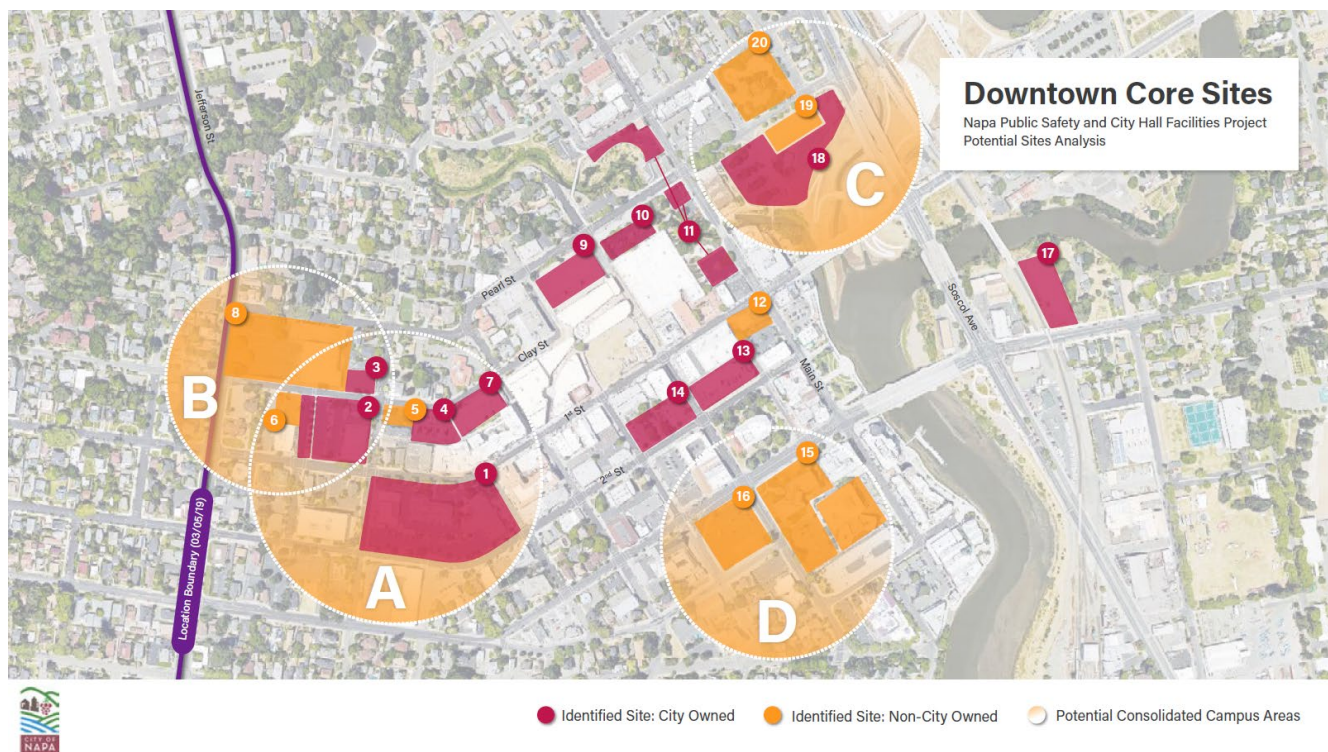 Downtown Core Sites
Napa Public Safety and City Hall Facilities Project
Potential Sites Analysis
Jefferson St
20
19
18
C
10
9
11
17
Pearl St
Soscol Ave
12
8
Clay St
13
Main St
3
7
B
14
2
1st St
5
4
6
2nd St
15
1
16
A
D
Location Boundary (03/05/19)
CITY OF
NAPA
Identified Site: City Owned
Identified Site: Non-City Owned
Potential Consolidated Campus Areas